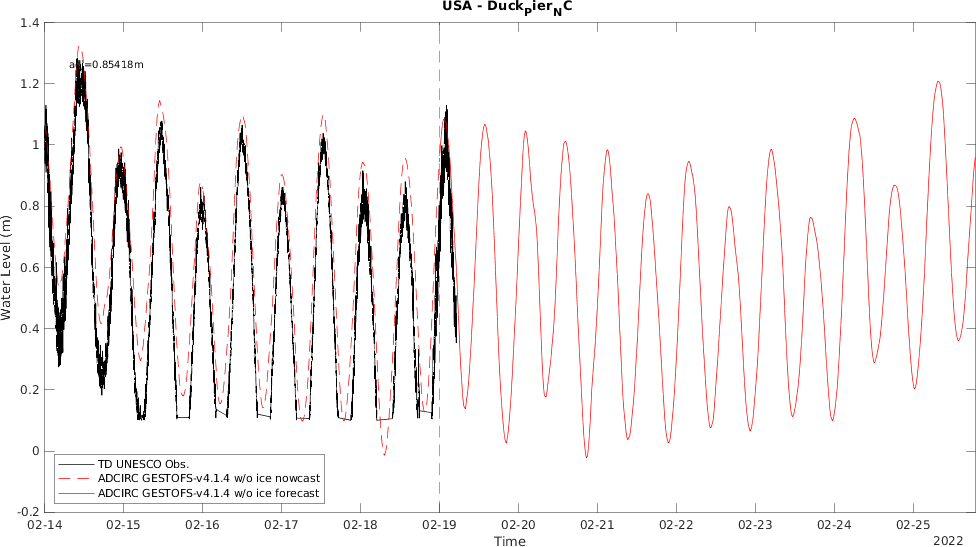 USA - DuckpierNC
1.4
1.2
1
0.8
0.6
0.4
0.2
0
-0.2
Water Level (m)
=0.85418m
TD UNESCO Obs.
ADCIRC GESTOFS-v4.1.4 w/o ice nowcast
ADCIRC GESTOFS-v4.1.4 w/o ice forecast
02-14 02-15 02-16 02-17 02-18 02-19 02-20 02-21 02-22 02-23 02-24 02-25
Time
2022